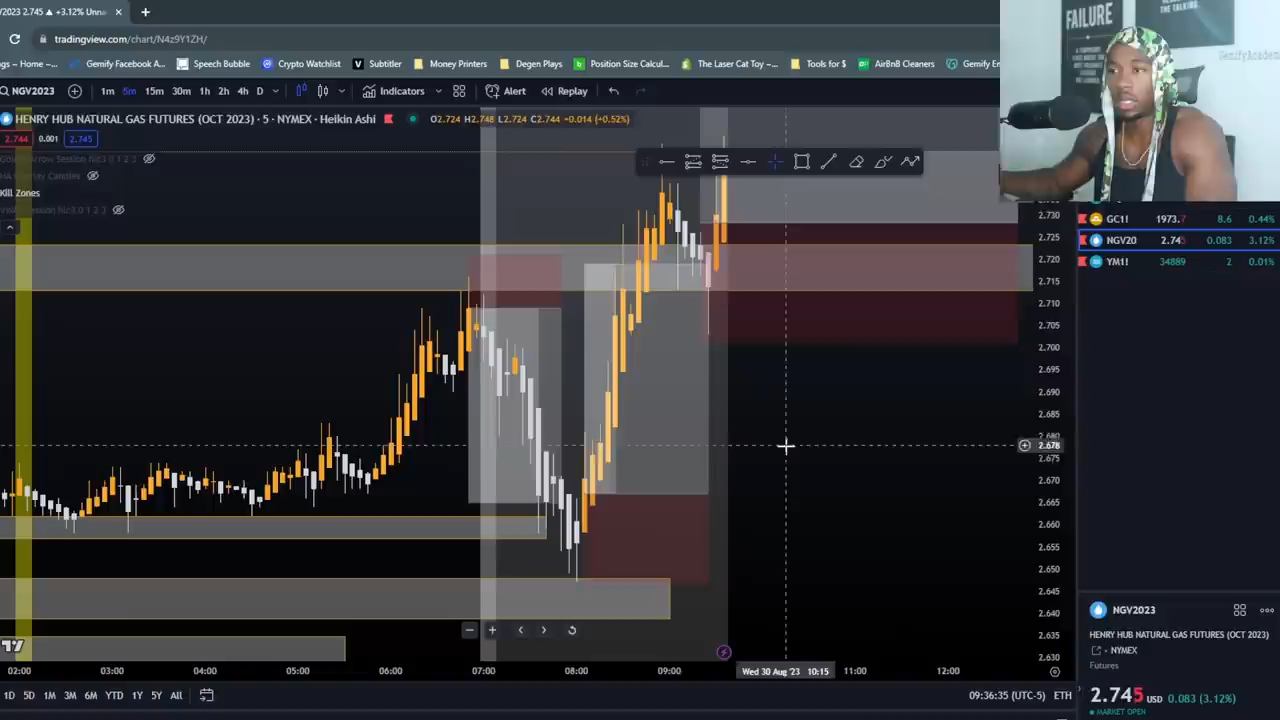 V2023 2.745 ▲ +3.12% Unna
tradingview.com/chart/N4z9Y1ZH/
gs – Home –... Gemify Facebook A... Speech Bubble Crypto Watchlist Subtitler Money Printers Degen Plays Position Size Calcul... The Laser Cat Toy –... Tools for $ AirBnB Cleaners Gemify En
NGV2023 1m 5m 15m 30m 1h 2h 4h D Indicators Alert Replay
HENRY HUB NATURAL GAS FUTURES (OCT 2023) · 5 · NYMEX · Heikin Ashi O2.724 H2.748 L2.724 C2.744 −0.014 (+0.52%)
2.744 0.001 2.745
Kill Zones
FAILURE
THE TALKING.
GC1! 1973.7 8.6 0.44%
NGV20 2.745 0.083 3.12%
YM1! 34889 2 0.01%
2.730
2.725
2.720
2.715
2.710
2.705
2.700
2.695
2.690
2.685
2.680
2.678
2.675
2.670
2.665
2.660
2.655
2.650
2.645
2.640
2.635
2.630
02:00 03:00 04:00 05:00 06:00 07:00 08:00 09:00 Wed 30 Aug '23 10:15 11:00 12:00
1D 5D 1M 3M 6M YTD 1Y 5Y All 09:36:35 (UTC-5) ETH
NGV2023
HENRY HUB NATURAL GAS FUTURES (OCT 2023)
NYMEX
Futures
2.745 USD 0.083 (3.12%)
MARKET OPEN